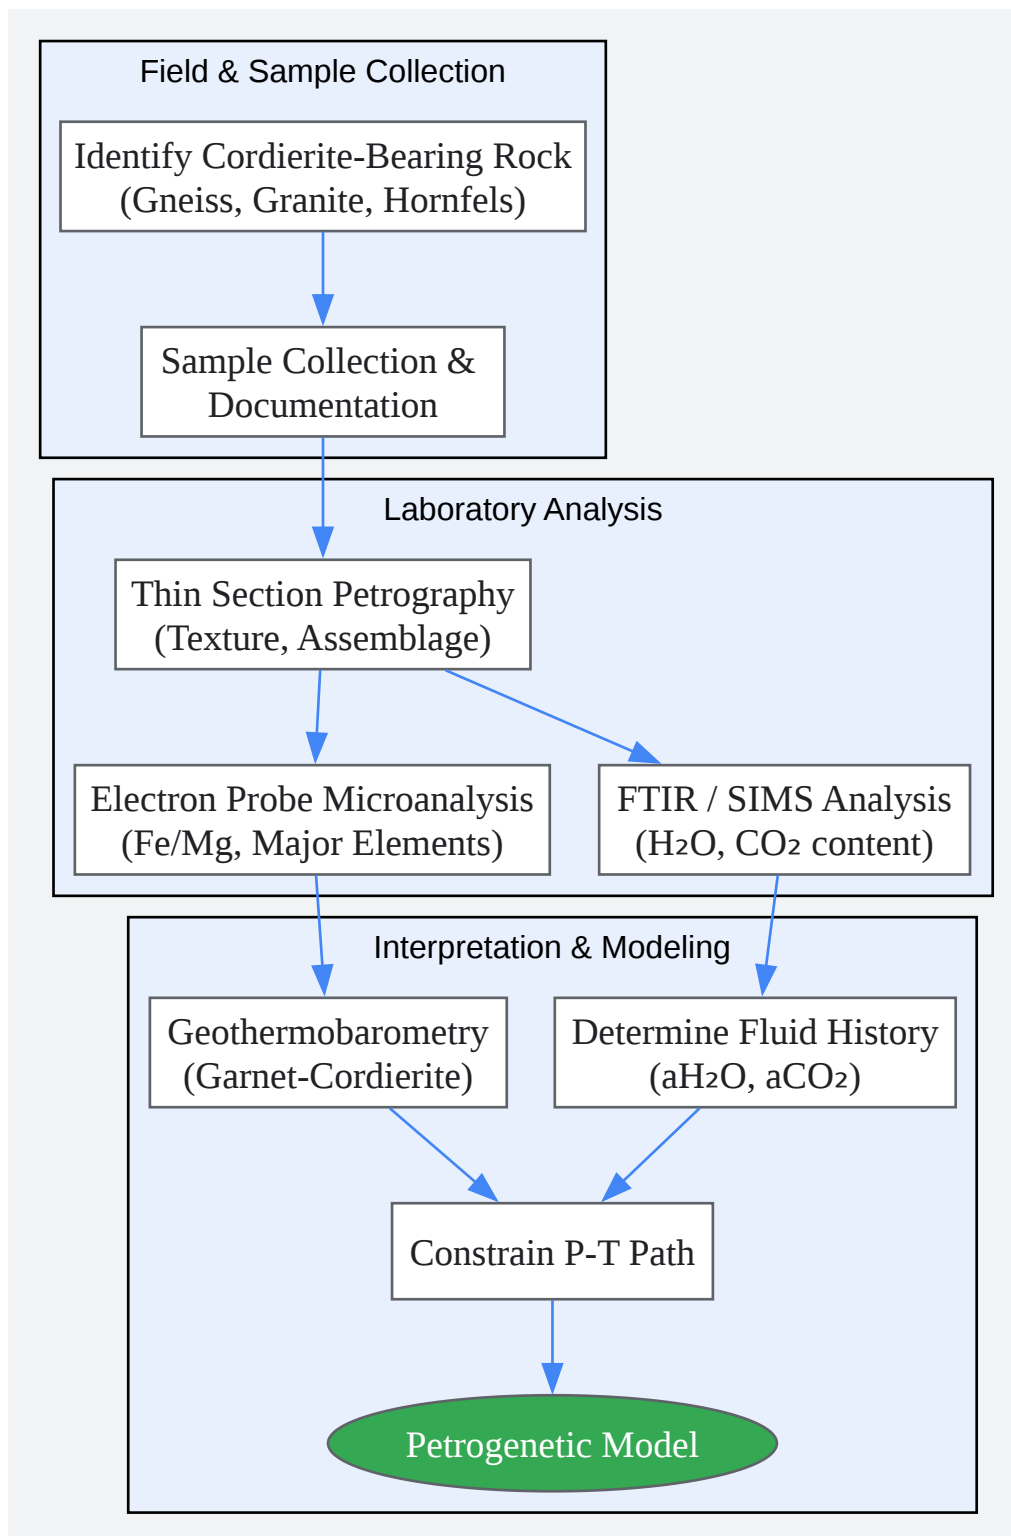 Field & Sample Collection
Identify Cordierite-Bearing Rock
(Gneiss, Granite, Hornfels)
Sample Collection &
Documentation
Laboratory Analysis
Thin Section Petrography
(Texture, Assemblage)
Electron Probe Microanalysis
(Fe/Mg, Major Elements)
FTIR / SIMS Analysis
(H₂O, CO₂ content)
Interpretation & Modeling
Geothermobarometry
(Garnet-Cordierite)
Determine Fluid History
(aH₂O, aCO₂)
Constrain P-T Path
Petrogenetic Model